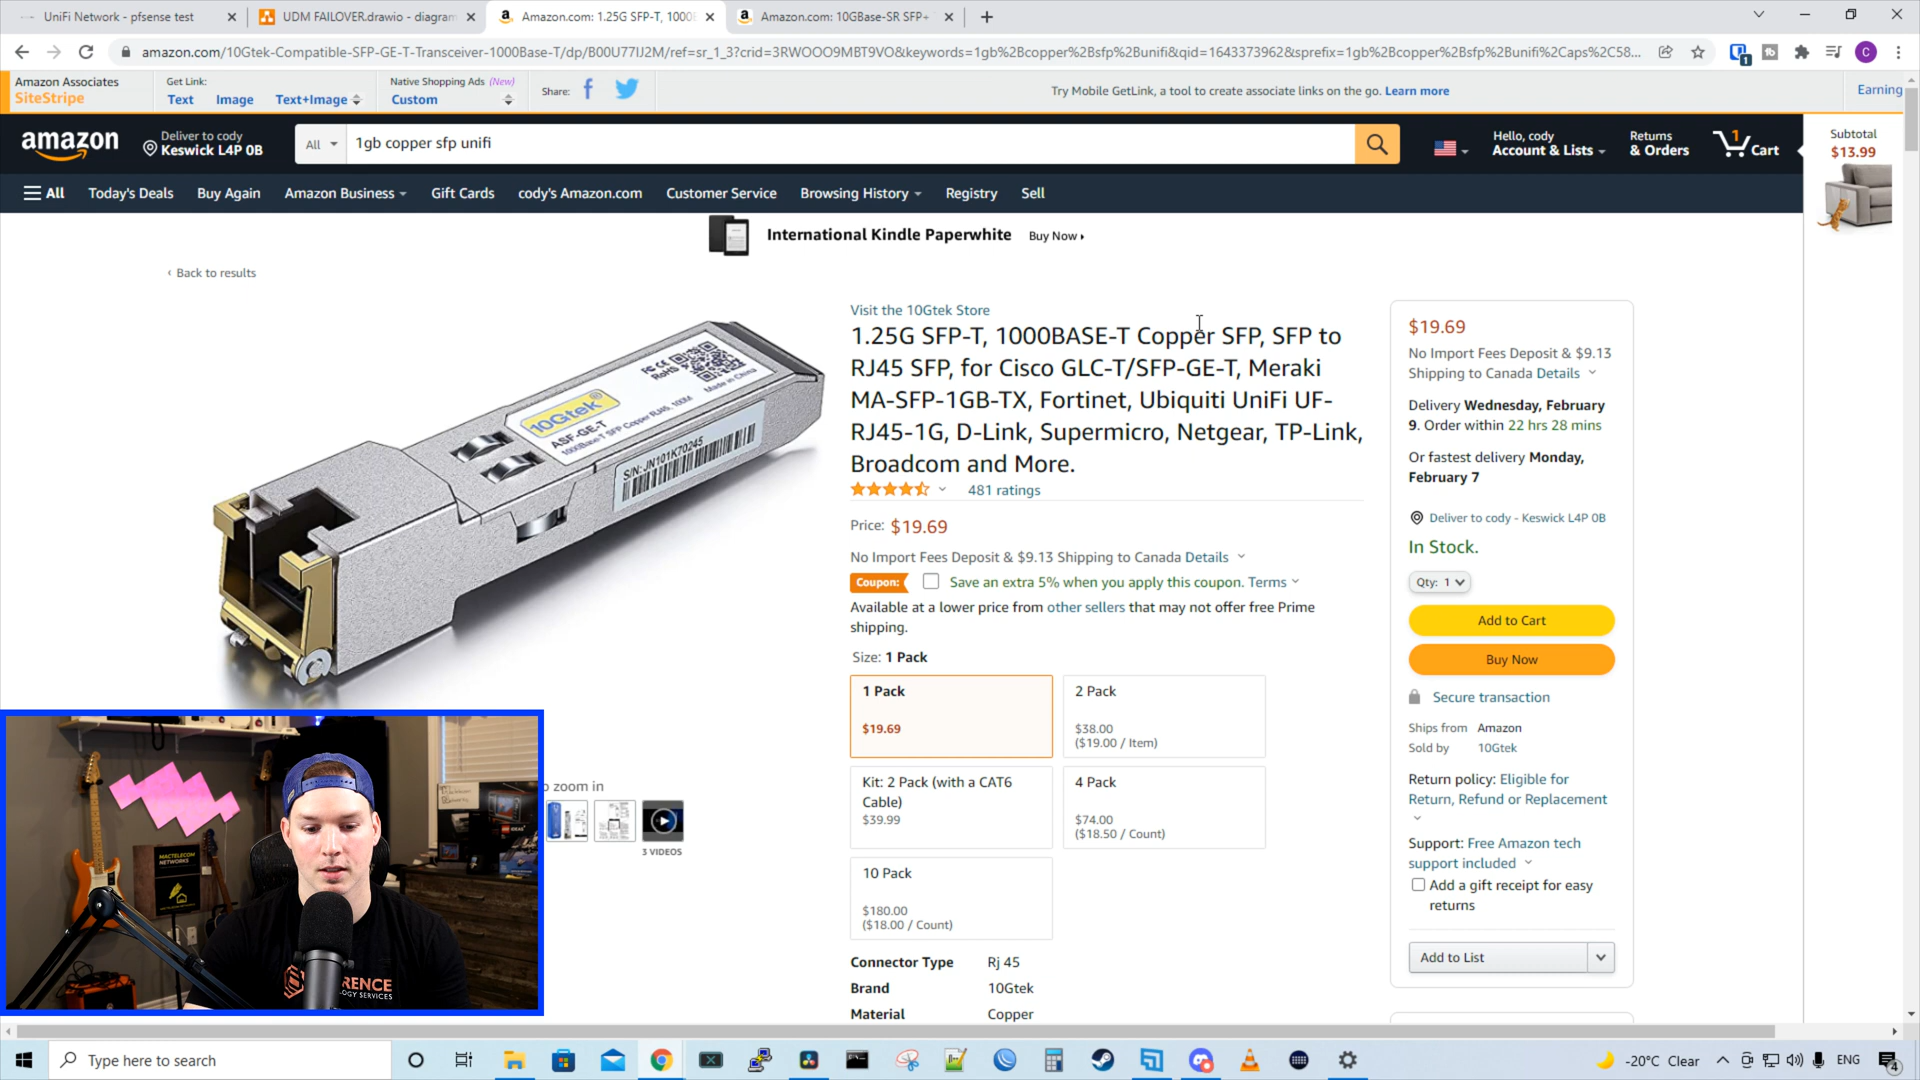 UniFi Network - pfsense test
UDM FAILOVER.drawio - diagram
Amazon.com: 1.25G SFP-T, 1000
Amazon.com: 10GBase-SR SFP+
amazon.com/10Gtek-Compatible-SFP-GE-T-Transceiver-1000Base-T/dp/B00U77IJ2M/ref=sr_1_3?crid=3RWOOO9MBT9VO&keywords=1gb%2Bcopper%2Bsfp%2Bunifi&qid=1643373962&sprefix=1gb%2Bcopper%2Bsfp%2Bunifi%2Caps%2C58...
Amazon Associates
SiteStripe
Get Link:
Text Image Text+Image
Native Shopping Ads (New)
Custom
Share:
Try Mobile GetLink, a tool to create associate links on the go. Learn more
Earning
amazon
Deliver to cody
Keswick L4P 0B
All
1gb copper sfp unifi
Hello, cody
Account & Lists
Returns
& Orders
1
Cart
Subtotal
$13.99
All Today's Deals Buy Again Amazon Business Gift Cards cody's Amazon.com Customer Service Browsing History Registry Sell
International Kindle Paperwhite Buy Now
‹ Back to results
FC CE
RoHS
Made in China
10Gtek
ASF-GE-T
1000Base-T SFP Copper RJ45, 100M
S/N: JN101K70245
Visit the 10Gtek Store
1.25G SFP-T, 1000BASE-T Copper SFP, SFP to
RJ45 SFP, for Cisco GLC-T/SFP-GE-T, Meraki
MA-SFP-1GB-TX, Fortinet, Ubiquiti UniFi UF-
RJ45-1G, D-Link, Supermicro, Netgear, TP-Link,
Broadcom and More.
481 ratings
Price: $19.69
No Import Fees Deposit & $9.13 Shipping to Canada Details
Coupon: Save an extra 5% when you apply this coupon. Terms
Available at a lower price from other sellers that may not offer free Prime
shipping.
Size: 1 Pack
1 Pack
$19.69
2 Pack
$38.00
($19.00 / Item)
Kit: 2 Pack (with a CAT6
Cable)
$39.99
4 Pack
$74.00
($18.50 / Count)
10 Pack
$180.00
($18.00 / Count)
Connector Type Rj 45
Brand 10Gtek
Material Copper
zoom in
3 VIDEOS
MACTELECOM
NETWORKS
RENCE
LOGY SERVICES
$19.69
No Import Fees Deposit & $9.13
Shipping to Canada Details
Delivery Wednesday, February
9. Order within 22 hrs 28 mins
Or fastest delivery Monday,
February 7
Deliver to cody - Keswick L4P 0B
In Stock.
Qty: 1
Add to Cart
Buy Now
Secure transaction
Ships from Amazon
Sold by 10Gtek
Return policy: Eligible for
Return, Refund or Replacement
Support: Free Amazon tech
support included
Add a gift receipt for easy
returns
Add to List
Type here to search
-20°C Clear
ENG
4